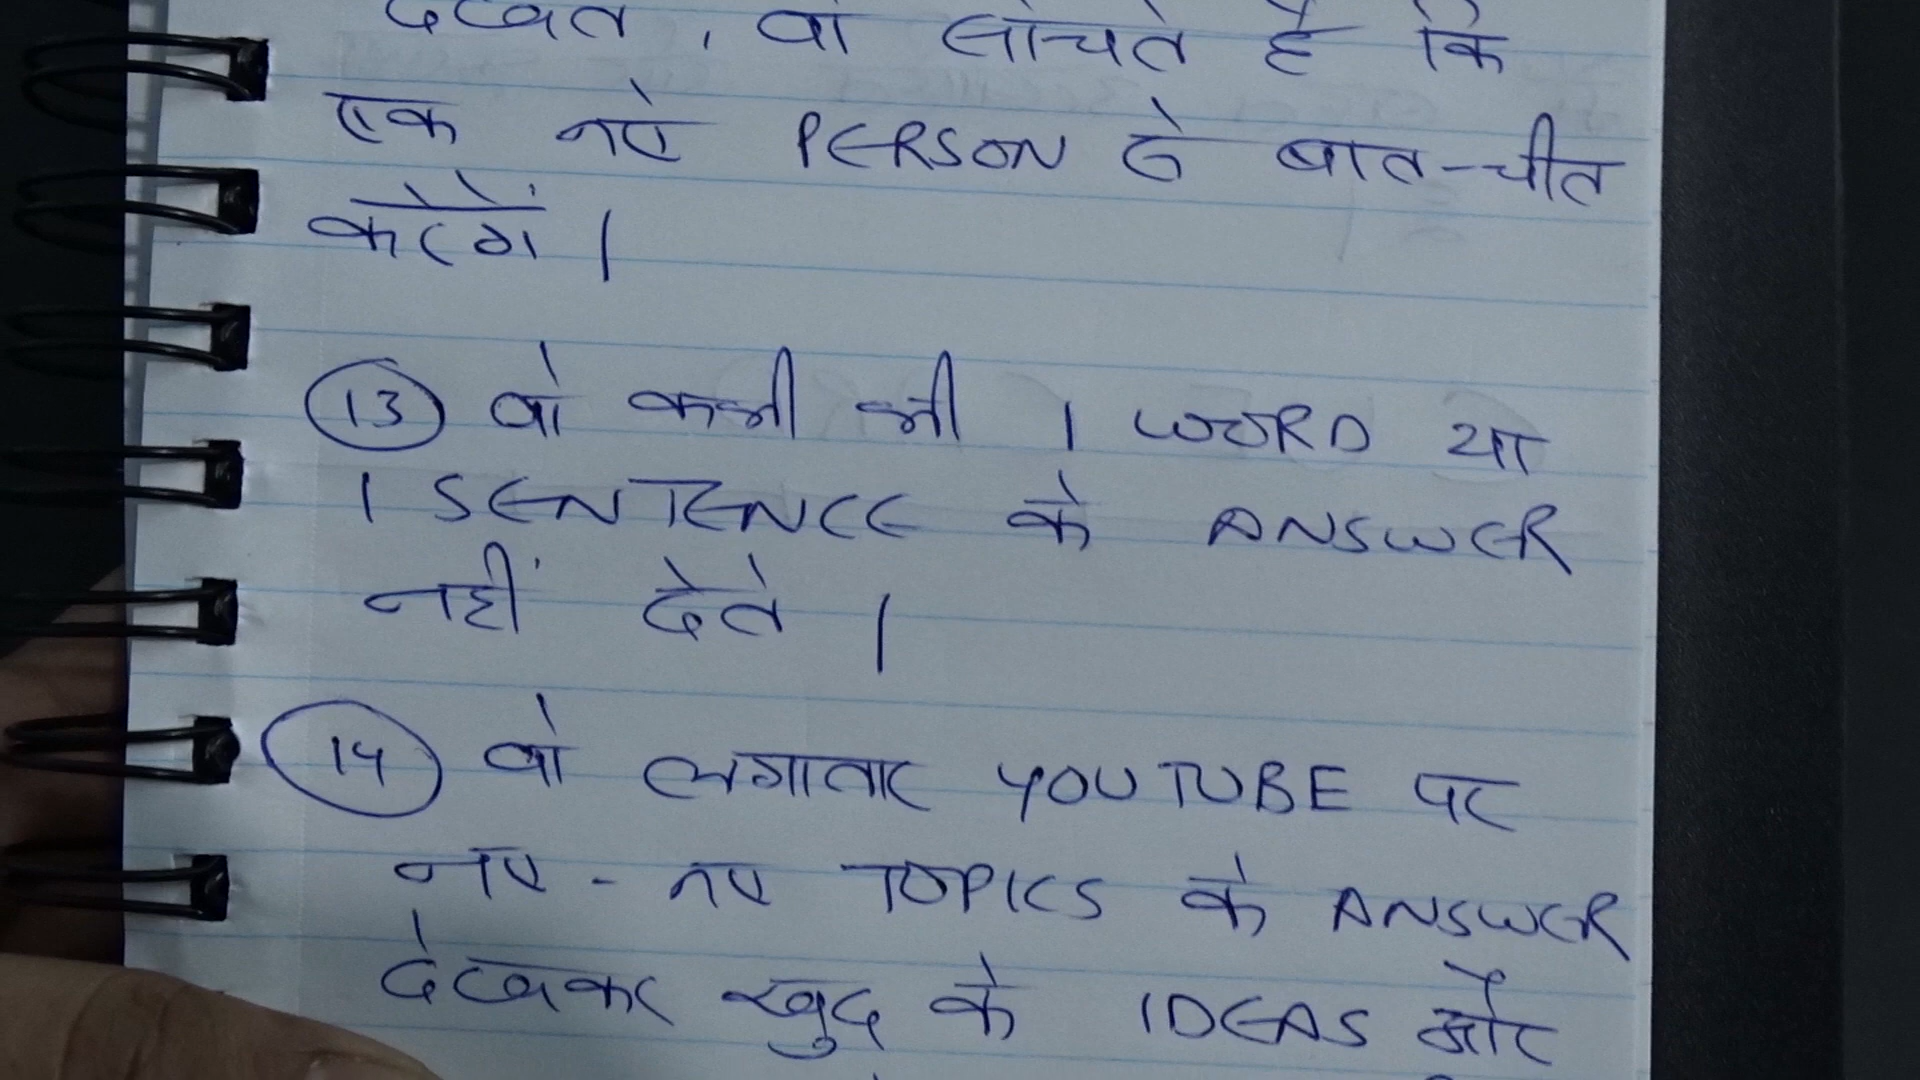 देखते, वो सोचते है कि
एक नए PERSON से बात-चीत
करेगें।
13 वो कभी भी 1 WORD या
1 SENTENCE के ANSWER
नहीं देते।
14 वो लगातार YOUTUBE पर
नए - नए TOPICS के ANSWER
देखकर खुद के IDEAS और